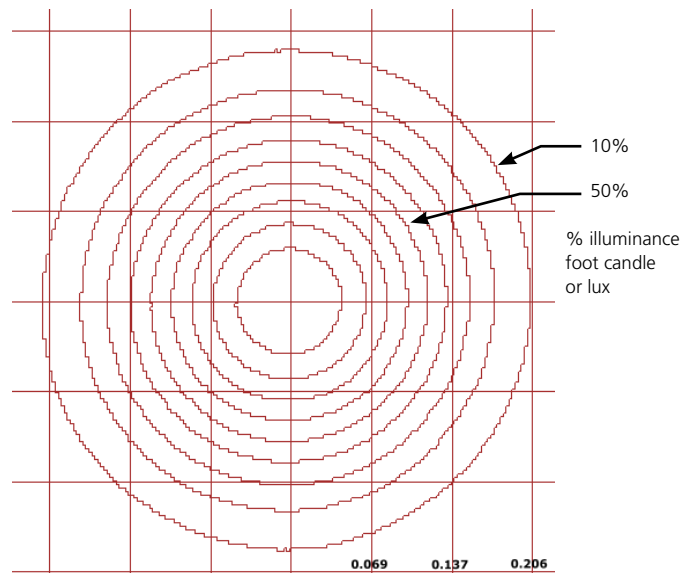 10%
50%
% illuminance
foot candle
or lux
0.069 0.137 0.206